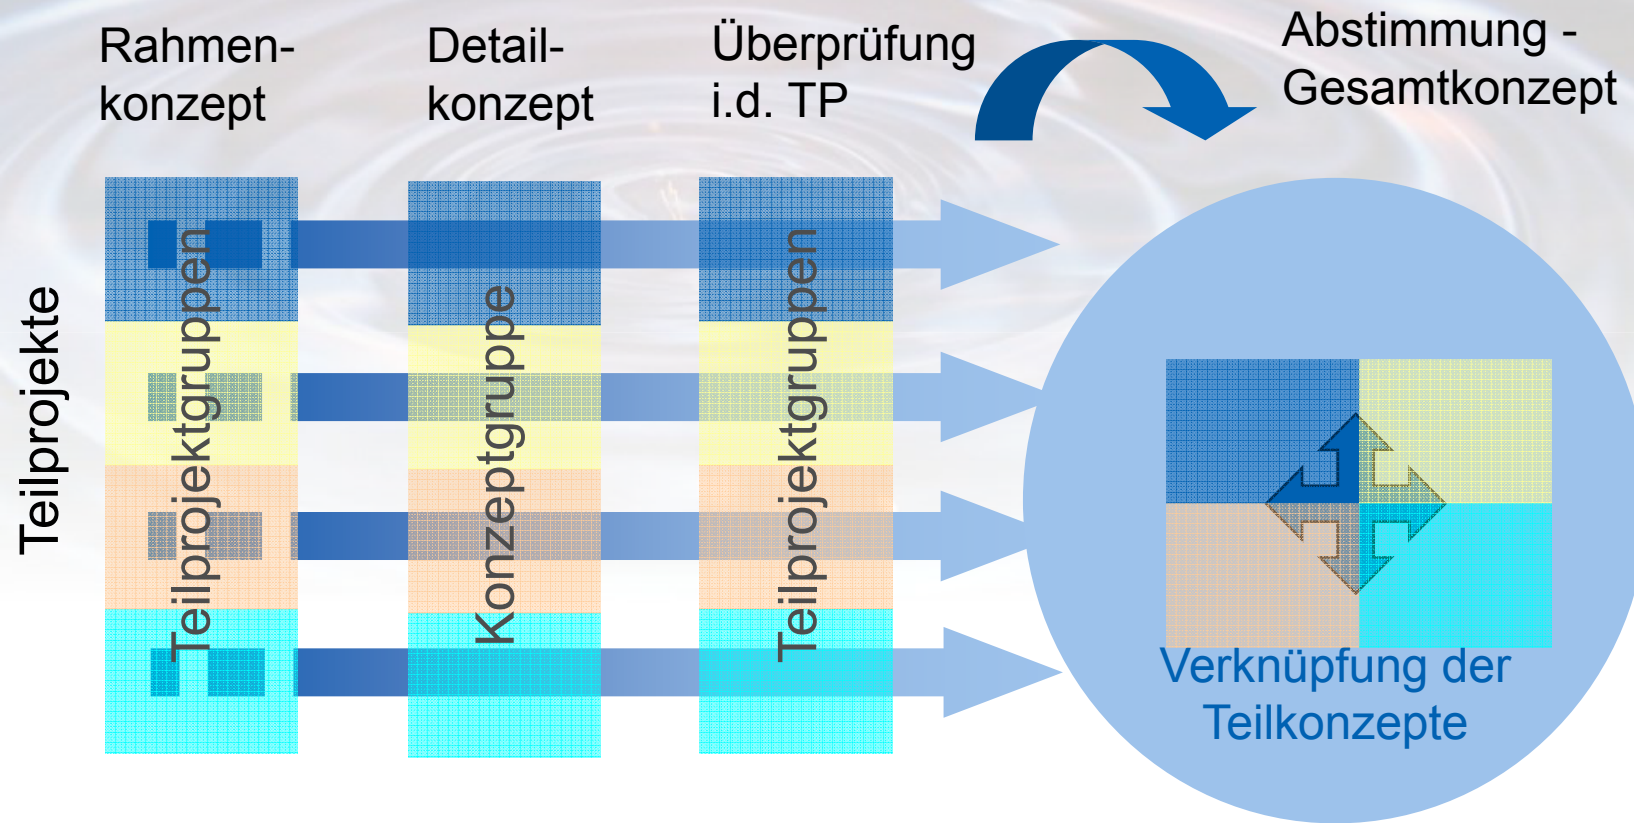 Rahmen-
konzept
Detail-
konzept
Überprüfung
i.d. TP
Abstimmung -
Gesamtkonzept
Teilprojekte
Teilprojektgruppen
Konzeptgruppe
Teilprojektgruppen
Verknüpfung der
Teilkonzepte